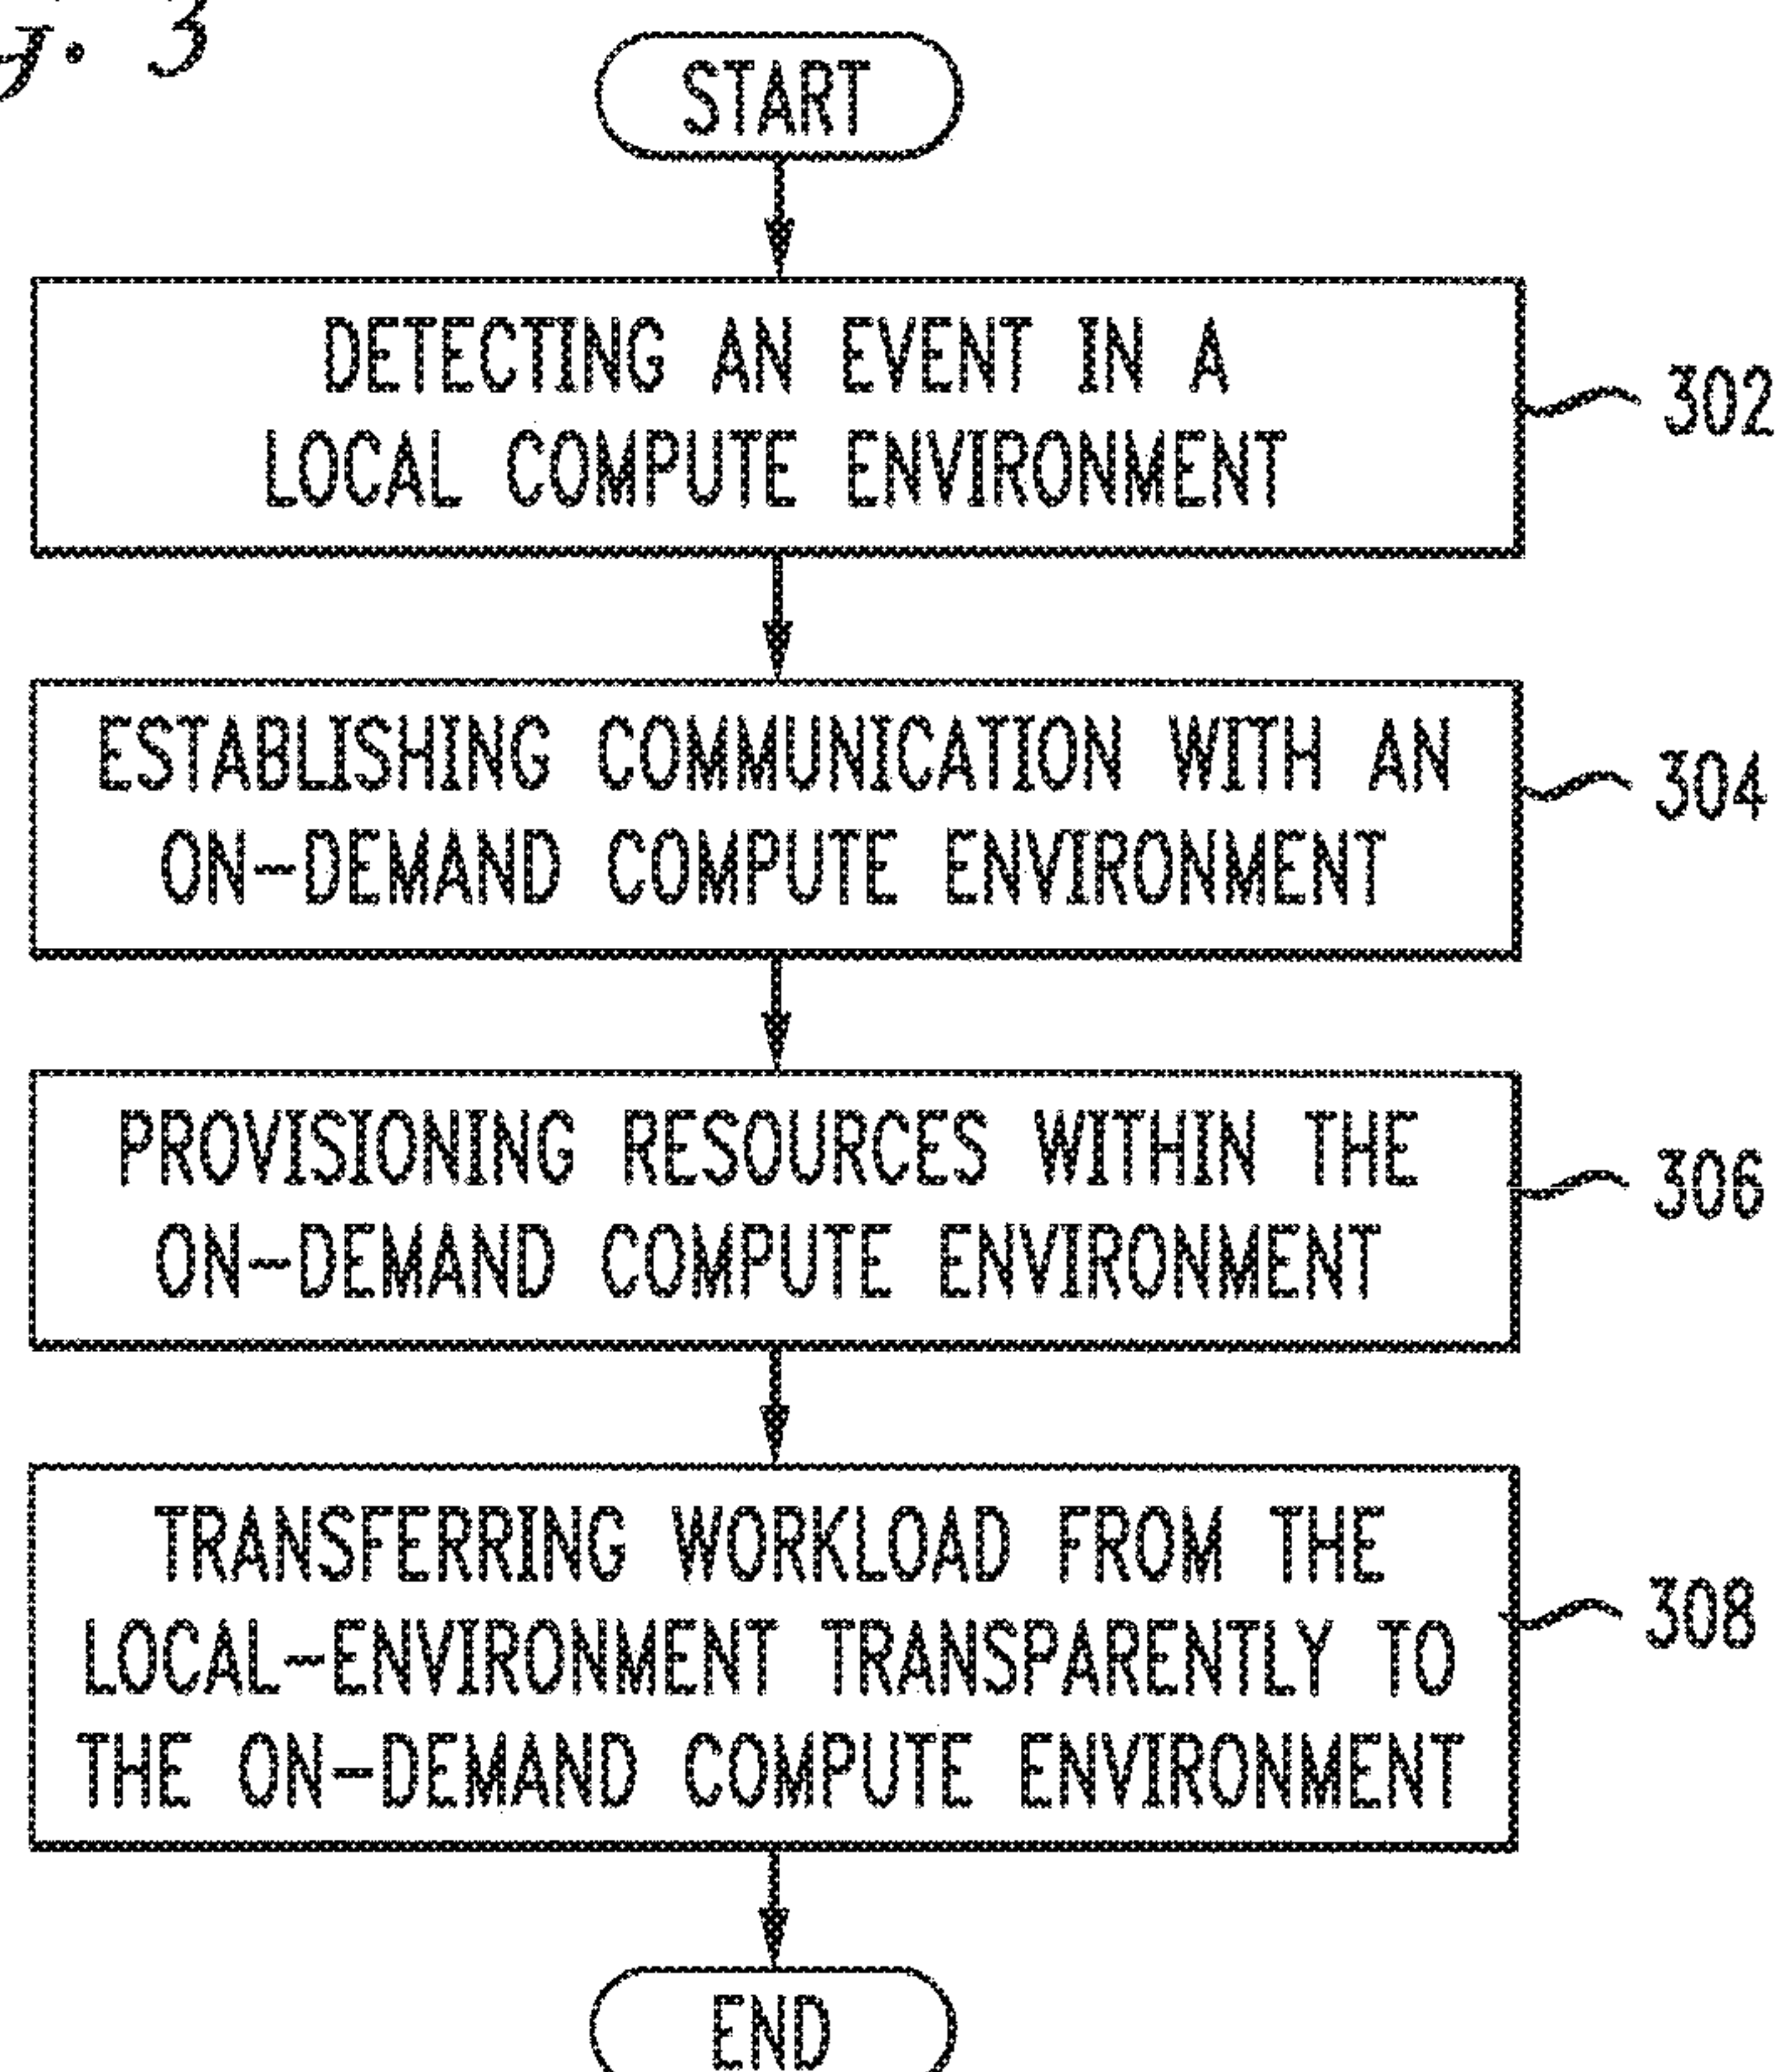 3
START
DETECTING AN EVENT IN A
LOCAL COMPUTE ENVIRONMENT
302
ESTABLISHING COMMUNICATION WITH AN
ON-DEMAND COMPUTE ENVIRONMENT
304
PROVISIONING RESOURCES WITHIN THE
ON-DEMAND COMPUTE ENVIRONMENT
306
TRANSFERRING WORKLOAD FROM THE
LOCAL-ENVIRONMENT TRANSPARENTLY TO
THE ON-DEMAND COMPUTE ENVIRONMENT
308
END